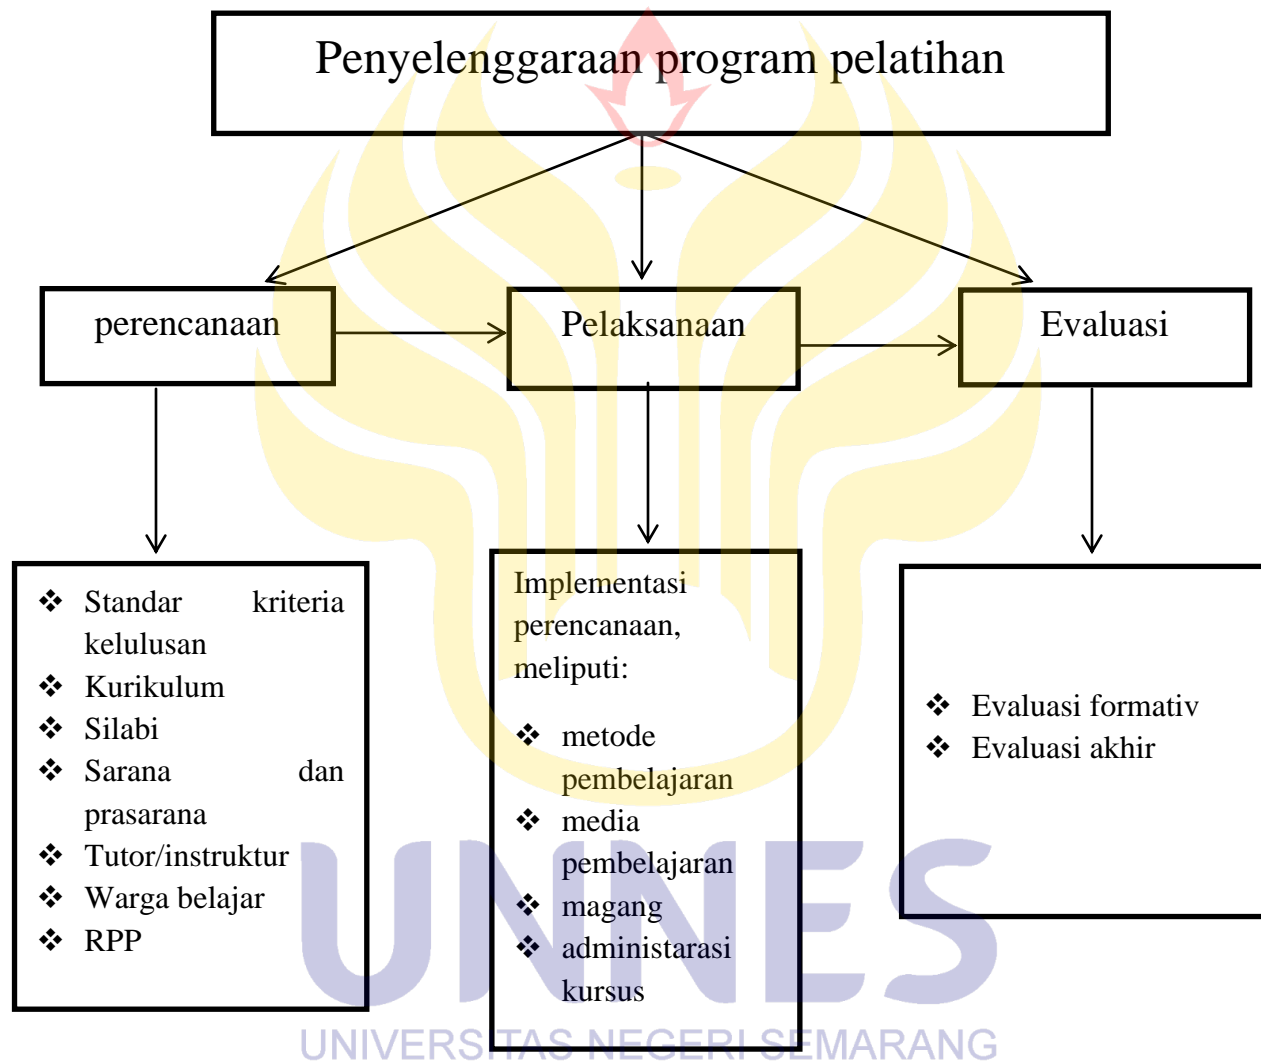 Penyelenggaraan program pelatihan
perencanaan
Pelaksanaan
Evaluasi
❖ Standar kriteria
kelulusan
❖ Kurikulum
❖ Silabi
❖ Sarana dan
prasarana
❖ Tutor/instruktur
❖ Warga belajar
❖ RPP
Implementasi
perencanaan,
meliputi:
❖ metode
pembelajaran
❖ media
pembelajaran
❖ magang
❖ administarasi
kursus
❖ Evaluasi formativ
❖ Evaluasi akhir
UNNES
UNIVERSITAS NEGERI SEMARANG